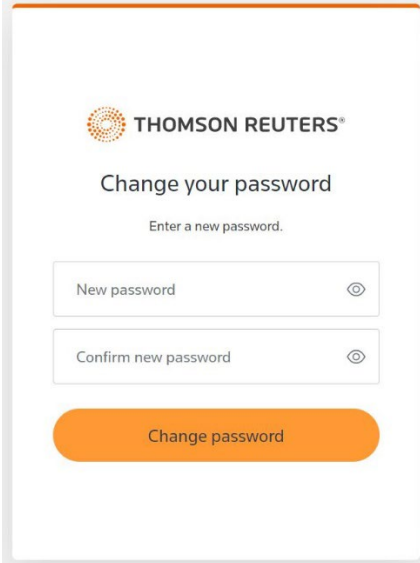 THOMSON REUTERS®
Change your password
Enter a new password.
New password
Confirm new password
Change password